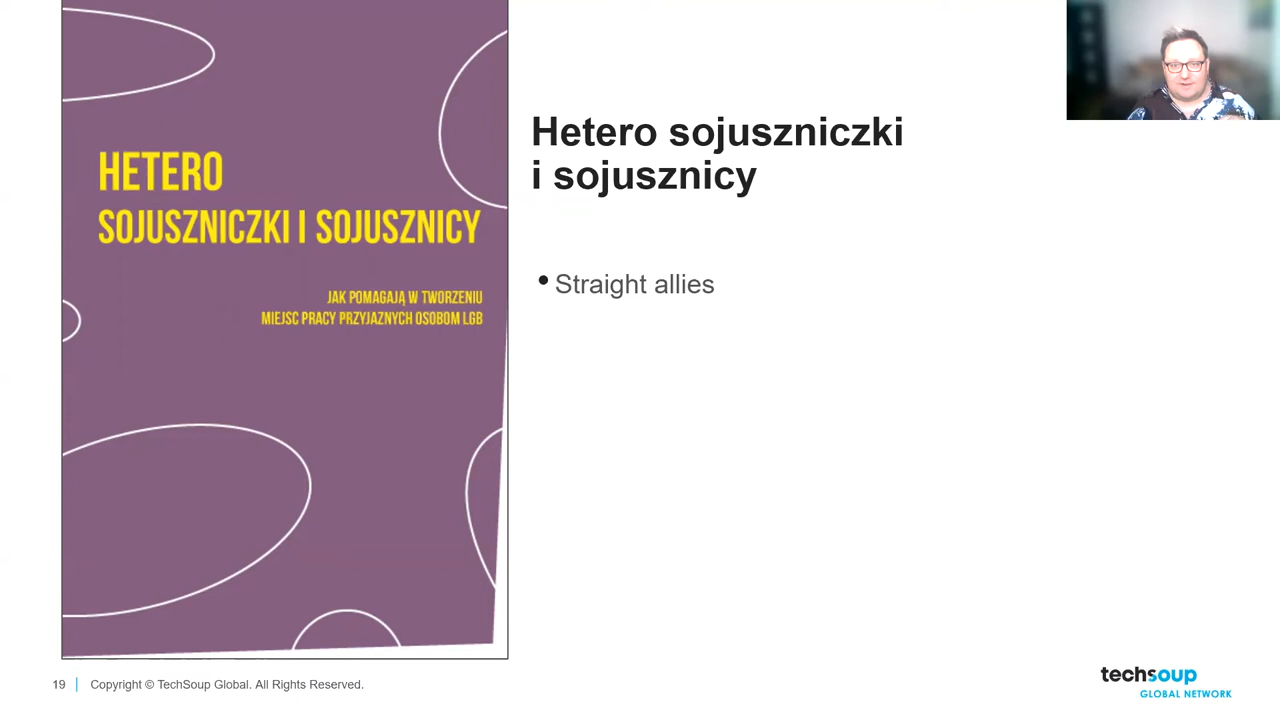 HETERO
SOJUSZNICZKI I SOJUSZNICY
JAK POMAGAJĄ W TWORZENIU
MIEJSC PRACY PRZYJAZNYCH OSOBOM LGB
Hetero sojuszniczki
i sojusznicy
• Straight allies
19 | Copyright © TechSoup Global. All Rights Reserved.
techsoup
GLOBAL NETWORK